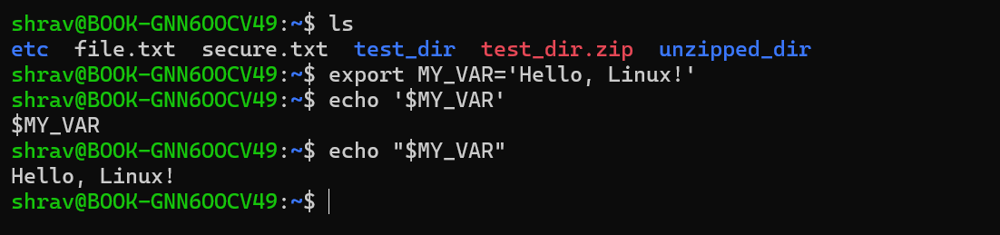 shrav@BOOK-GNN6OOCV49:~$ ls
etc  file.txt  secure.txt  test_dir  test_dir.zip  unzipped_dir
shrav@BOOK-GNN6OOCV49:~$ export MY_VAR='Hello, Linux!'
shrav@BOOK-GNN6OOCV49:~$ echo '$MY_VAR'
$MY_VAR
shrav@BOOK-GNN6OOCV49:~$ echo "$MY_VAR"
Hello, Linux!
shrav@BOOK-GNN6OOCV49:~$